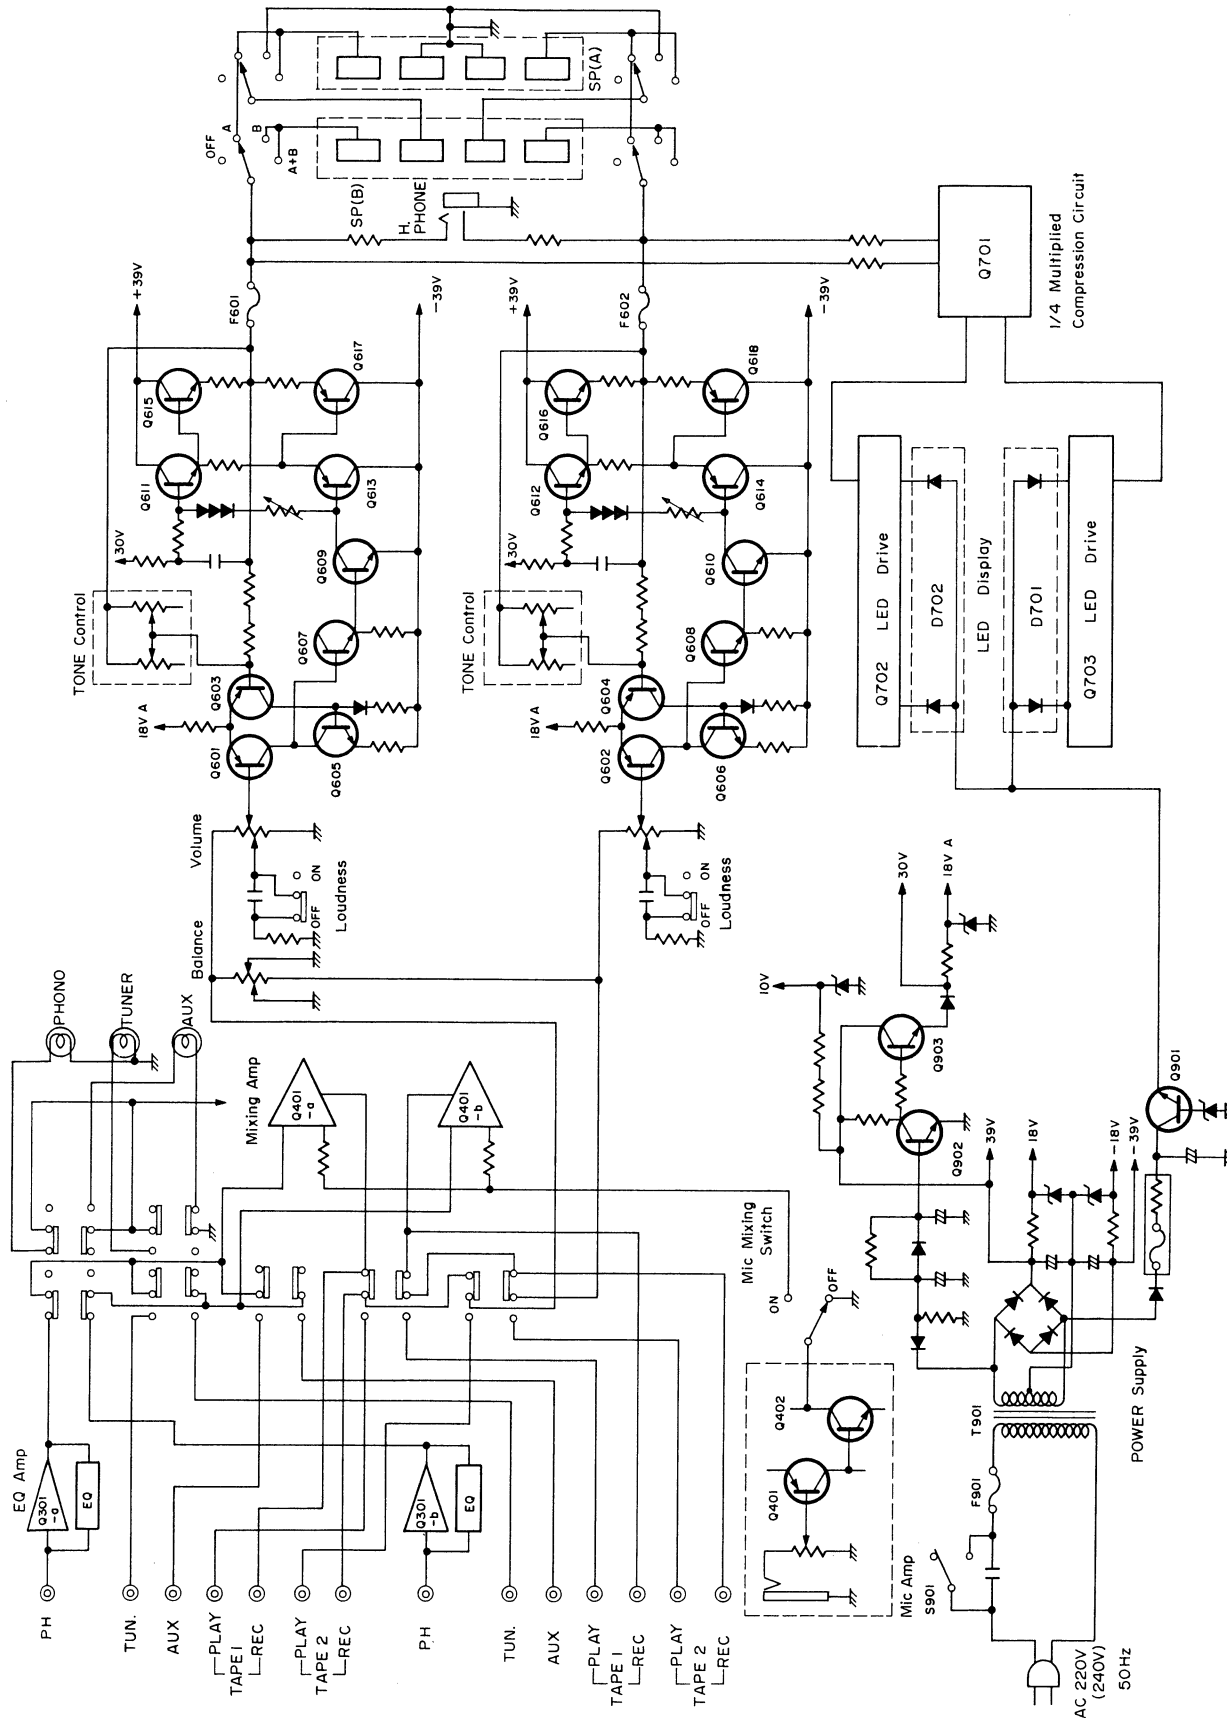 PH
TUN.
AUX
PLAY
TAPE 1
REC
PLAY
TAPE 2
REC
PH
TUN.
AUX
PLAY
TAPE 1
REC
PLAY
TAPE 2
REC
EQ Amp
Q301
-a
EQ
Q301
-b
EQ
PHONO
TUNER
AUX
Mixing Amp
Q401
-a
Q401
-b
Mic Mixing
Switch
ON
OFF
Q401
Q402
Mic Amp
Balance
Volume
OFF
ON
Loudness
OFF
ON
Loudness
TONE Control
18V A
Q601
Q603
Q605
Q607
Q609
30V
Q611
Q613
Q615
Q617
+39V
-39V
F601
TONE Control
18V A
Q602
Q604
Q606
Q608
Q610
30V
Q612
Q614
Q616
Q618
+39V
-39V
F602
OFF
A
B
A+B
SP(B)
SP(A)
H.
PHONE
Q701
1/4 Multiplied
Compression Circuit
Q702 LED Drive
D702
LED Display
D701
Q703 LED Drive
AC 220V
(240V)
50Hz
S901
F901
T901
POWER Supply
Q902
Q903
10V
30V
18V A
39V
18V
-18V
-39V
Q901